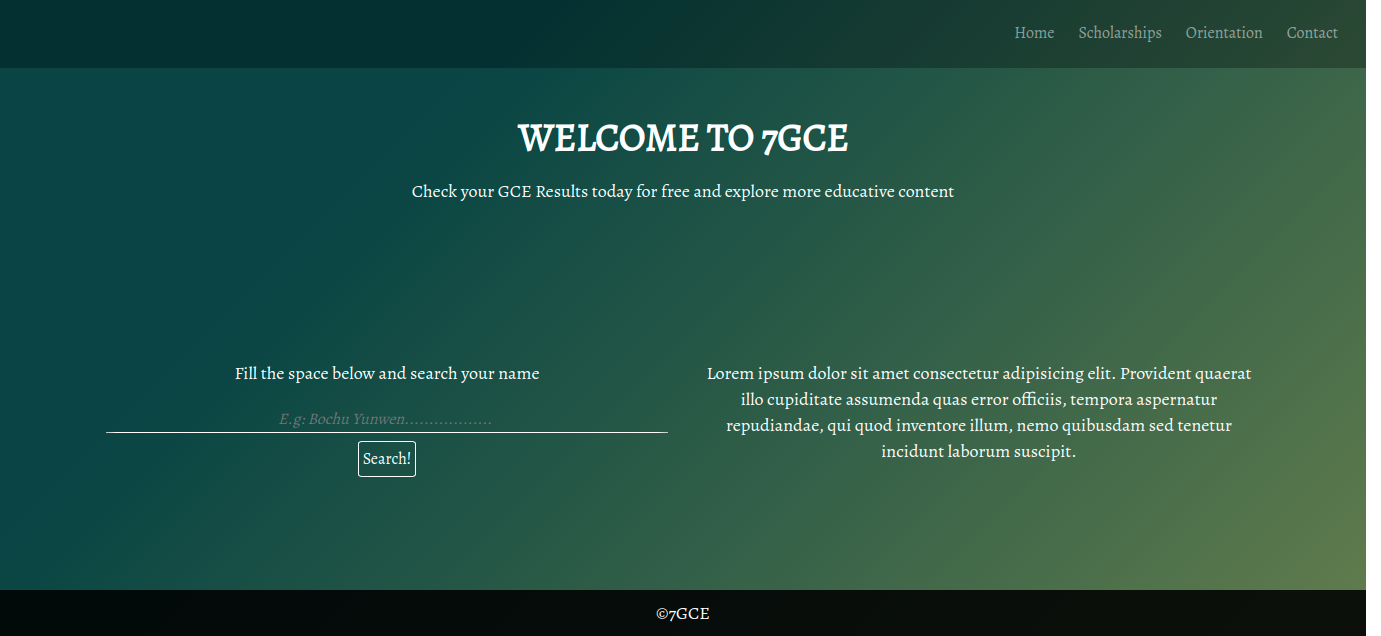 Home Scholarships Orientation Contact
WELCOME TO 7GCE
Check your GCE Results today for free and explore more educative content
Fill the space below and search your name
E.g: Bochu Yunwen..................
Search!
Lorem ipsum dolor sit amet consectetur adipisicing elit. Provident quaerat
illo cupiditate assumenda quas error officiis, tempora aspernatur
repudiandae, qui quod inventore illum, nemo quibusdam sed tenetur
incidunt laborum suscipit.
©7GCE